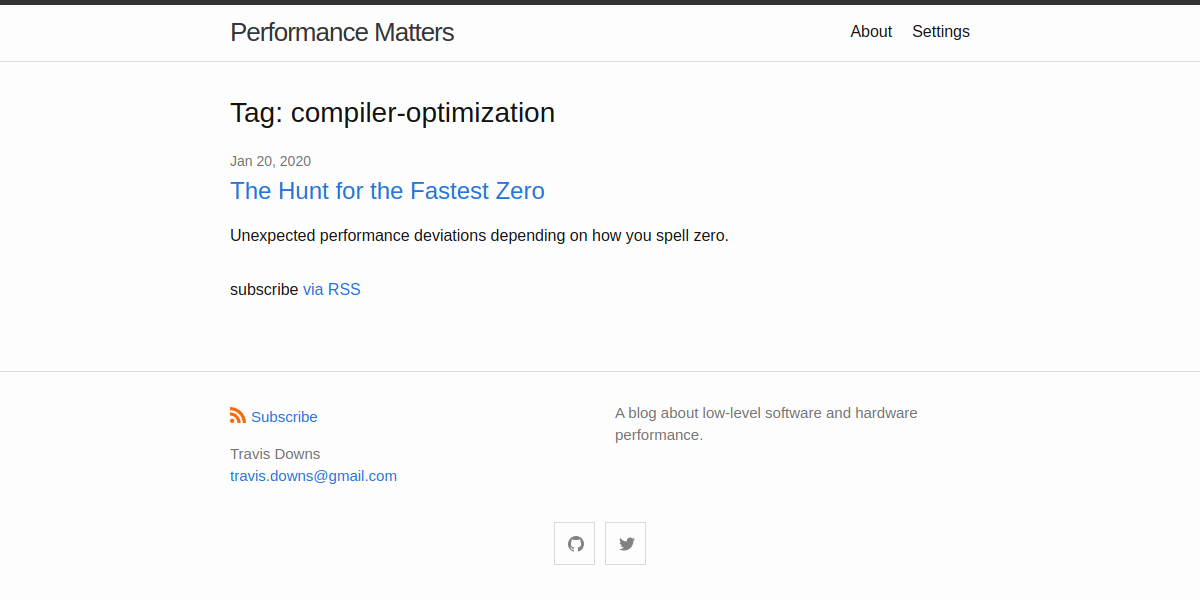 Performance Matters
About Settings
Tag: compiler-optimization
Jan 20, 2020
The Hunt for the Fastest Zero
Unexpected performance deviations depending on how you spell zero.
subscribe via RSS
Subscribe
Travis Downs
travis.downs@gmail.com
A blog about low-level software and hardware
performance.